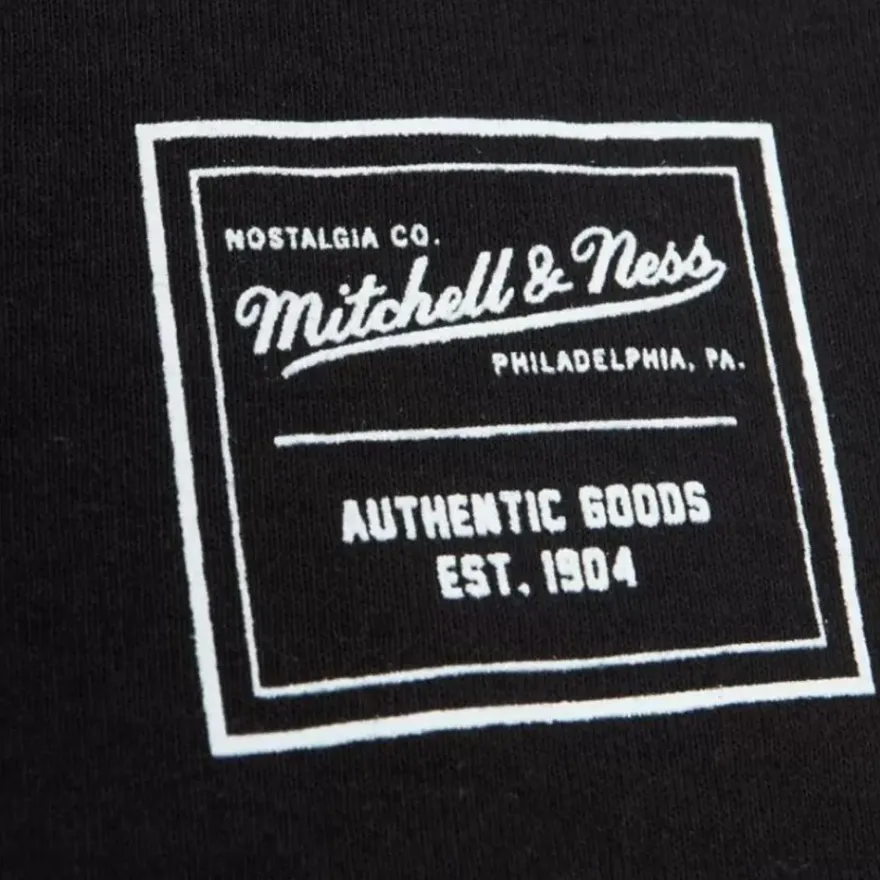 NOSTALGIA CO.
Mitchell & Ness
PHILADELPHIA, PA.
AUTHENTIC GOODS
EST. 1904